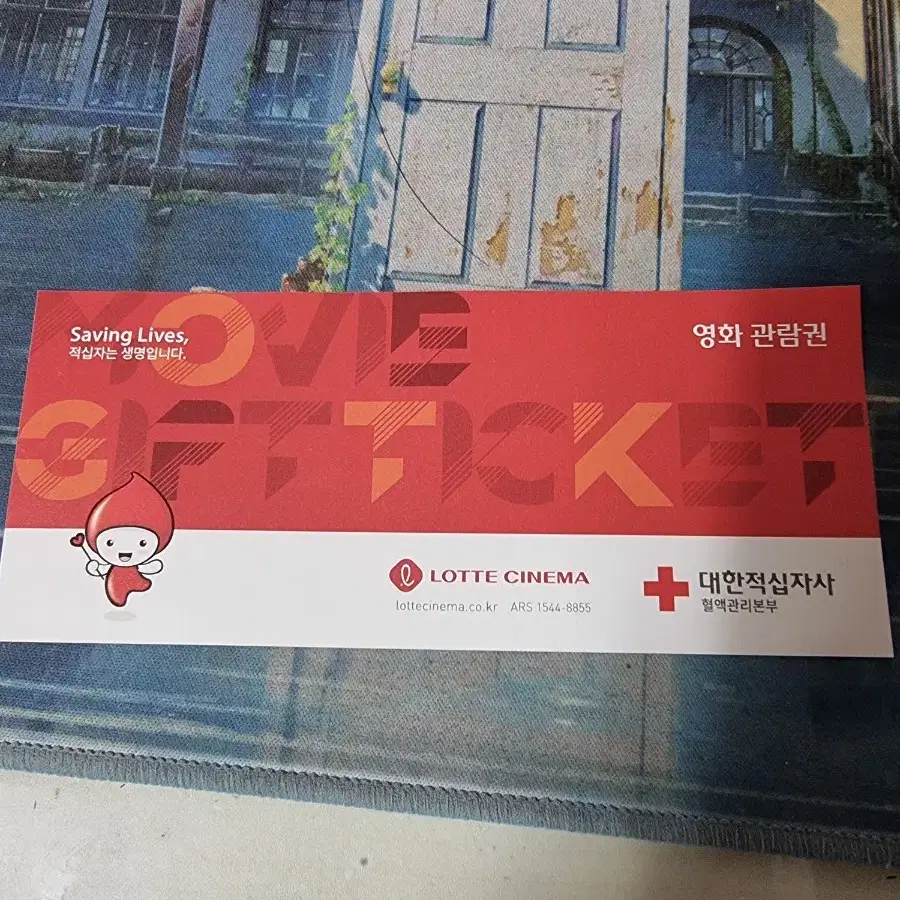 Saving Lives,
적십자는 생명입니다.
영화 관람권
MOVIE
GIFT TICKET
LOTTE CINEMA
lottecinema.co.kr ARS 1544-8855
대한적십자사
혈액관리본부